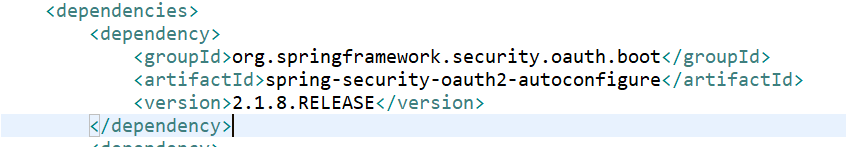 <dependencies>
<dependency>
<groupId>org.springframework.security.oauth.boot</groupId>
<artifactId>spring-security-oauth2-autoconfigure</artifactId>
<version>2.1.8.RELEASE</version>
</dependency>
<dependency>